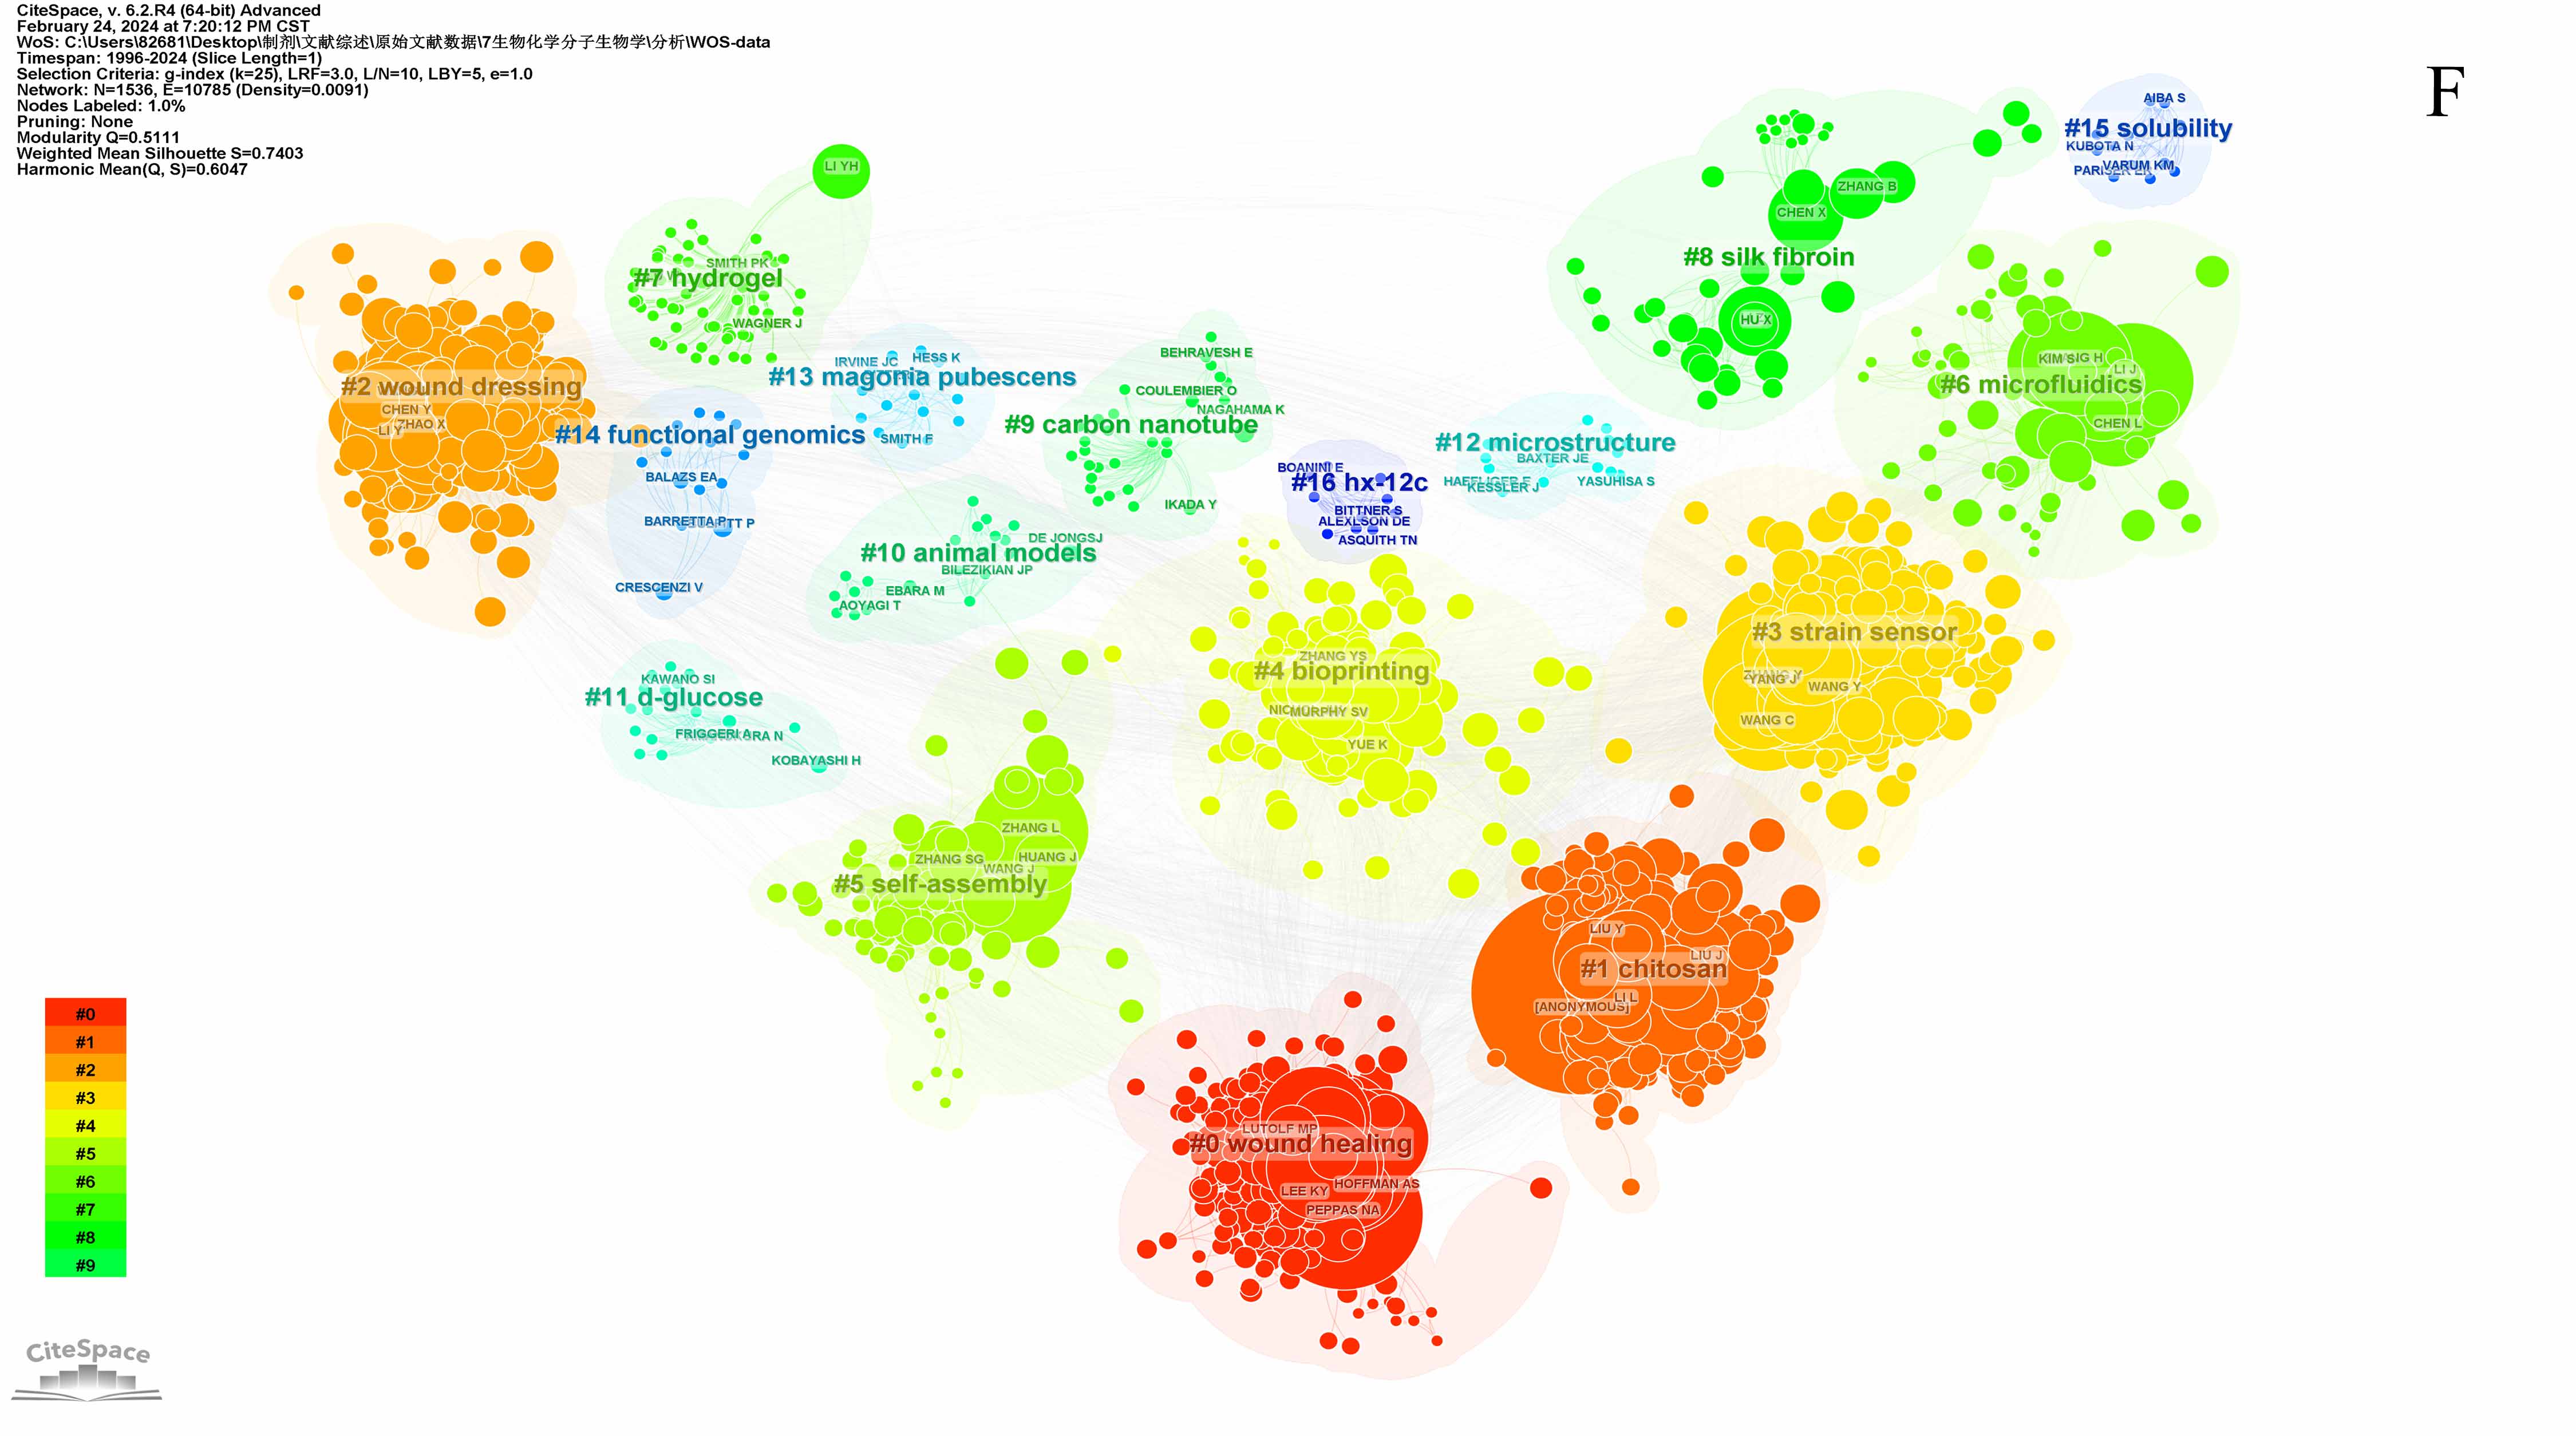 CiteSpace, v. 6.2.R4 (64-bit) Advanced
February 24, 2024 at 7:20:12 PM CST
WoS: C:\Users\82681\Desktop\制剂\文献综述\原始文献数据\7生物化学分子生物学\分析\WOS-data
Timespan: 1996-2024 (Slice Length=1)
Selection Criteria: g-index (k=25), LRF=3.0, L/N=10, LBY=5, e=1.0
Network: N=1536, E=10785 (Density=0.0091)
Nodes Labeled: 1.0%
Pruning: None
Modularity Q=0.5111
Weighted Mean Silhouette S=0.7403
Harmonic Mean(Q, S)=0.6047
F
AIBA S
#15 solubility
KUBOTA N
VARUM KM
LI YH
ZHANG B
CHEN X
#8 silk fibroin
HU X
SMITH PK
#7 hydrogel
WAGNER J
#2 wound dressing
CHEN Y
ZHAO X
LI Y
IRVINE JC
HESS K
#13 magonia pubescens
SMITH F
BEHRAVESH E
COULEMBIER O
NAGAHAMA K
#9 carbon nanotube
IKADA Y
KIM S
LI J
#6 microfluidics
CHEN L
#14 functional genomics
BALAZS EA
BARRETTA P
CRESCENZI V
#12 microstructure
BAXTER JE
KESSLER J
YASUHISA S
BOANINI E
#16 hx-12c
BITTNER S
ALEXLSON DE
ASQUITH TN
DE JONGSJ
#10 animal models
BILEZIKIAN JP
EBARA M
AOYAGI T
KAWANO SI
#11 d-glucose
FRIGGERI A
KOBAYASHI H
ZHANG YS
#4 bioprinting
MURPHY SV
YUE K
#3 strain sensor
YANG J
WANG Y
WANG C
ZHANG L
ZHANG SG
HUANG J
WANG J
#5 self-assembly
LIU Y
LIU J
#1 chitosan
LI L
[ANONYMOUS]
LUTOLF MP
#0 wound healing
HOFFMAN AS
LEE KY
PEPPAS NA
#0
#1
#2
#3
#4
#5
#6
#7
#8
#9
CiteSpace